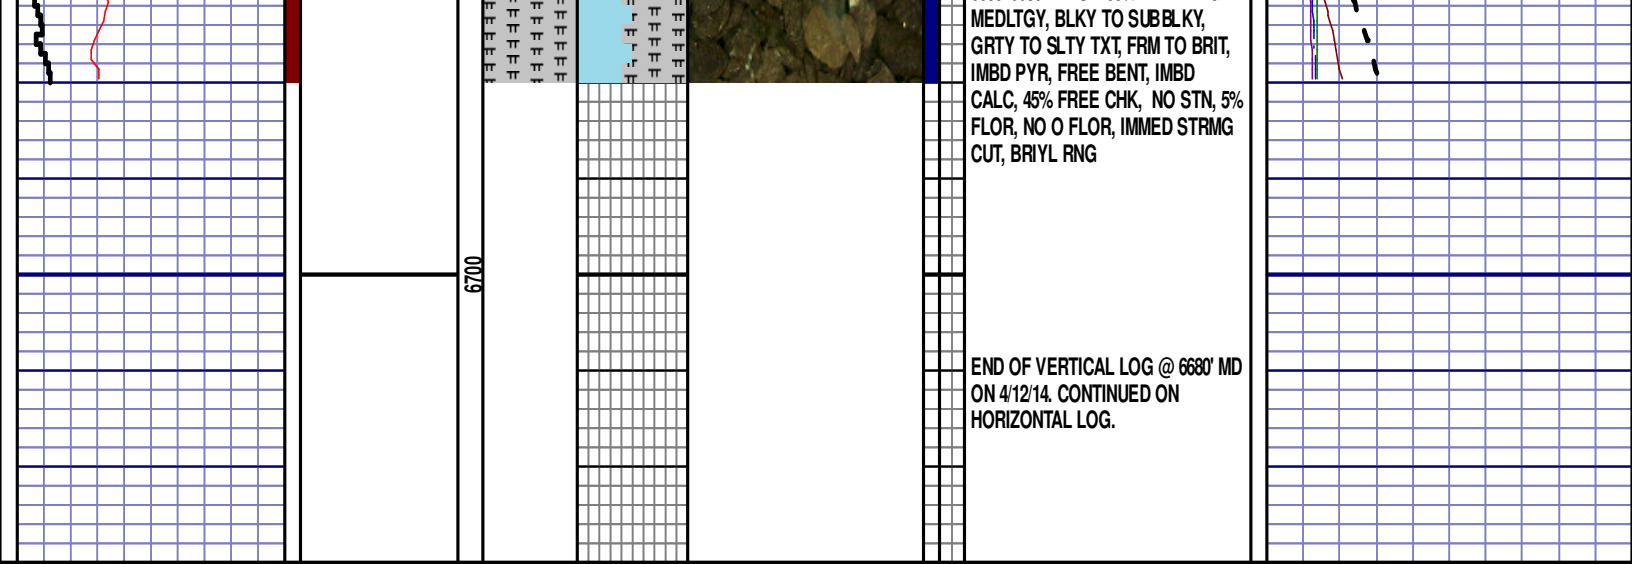 MEDLTGY, BLKY TO SUBBLKY,
GRTY TO SLTY TXT, FRM TO BRIT,
IMBD PYR, FREE BENT, IMBD
CALC, 45% FREE CHK, NO STN, 5%
FLOR, NO O FLOR, IMMED STRMG
CUT, BRIYL RNG
6700
END OF VERTICAL LOG @ 6680' MD
ON 4/12/14. CONTINUED ON
HORIZONTAL LOG.